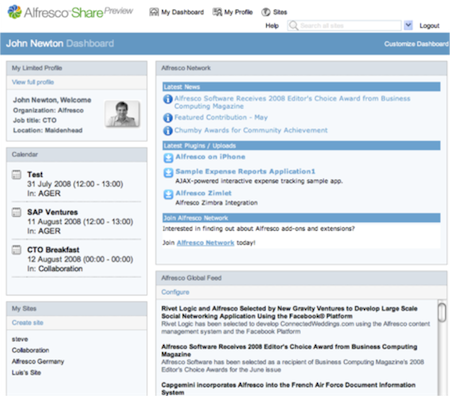 Alfresco Share Preview
My Dashboard My Profile Sites
Help Search all sites Logout
John Newton Dashboard
Customize Dashboard
My Limited Profile
View full profile
John Newton, Welcome
Organization: Alfresco
Job title: CTO
Location: Maidenhead
Calendar
Test
31 July 2008 (12:00 - 13:00)
In: AGER
SAP Ventures
11 August 2008 (12:00 - 13:00)
In: AGER
CTO Breakfast
12 August 2008 (00:00 - 00:00)
In: Collaboration
My Sites
Create site
steve
Collaboration
Alfresco Germany
Luis's Site
Alfresco Network
Latest News
Alfresco Software Receives 2008 Editor's Choice Award from Business
Computing Magazine
Featured Contribution - May
Chumby Awards for Community Achievement
Latest Plugins / Uploads
Alfresco on iPhone
Sample Expense Reports Application1
AJAX-powered interactive expense tracking sample app.
Alfresco Zimlet
Alfresco Zimbra Integration
Join Alfresco Network
Interested in finding out about Alfresco add-ons and extensions?
Join Alfresco Network today!
Alfresco Global Feed
Configure
Rivet Logic and Alfresco Selected by New Gravity Ventures to Develop Large Scale
Social Networking Application Using the Facebook® Platform
Rivet Logic has been selected to develop ConnectedWeddings.com using the Alfresco content
management system and the Facebook Platform
Alfresco Software Receives 2008 Editor's Choice Award from Business Computing
Magazine
Alfresco Software has been selected as a recipient of Business Computing Magazine's 2008
Editor's Choice Awards for the June issue
Capgemini incorporates Alfresco into the French Air Force Document Information
System